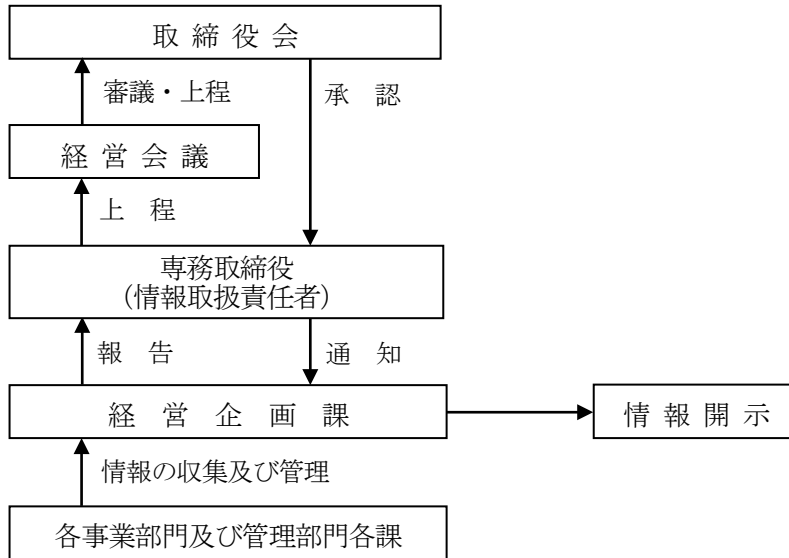 取締役会
審議・上程
承 認
経営会議
上 程
専務取締役
（情報取扱責任者）
報 告
通 知
経 営 企 画 課
情 報 開 示
情報の収集及び管理
各事業部門及び管理部門各課